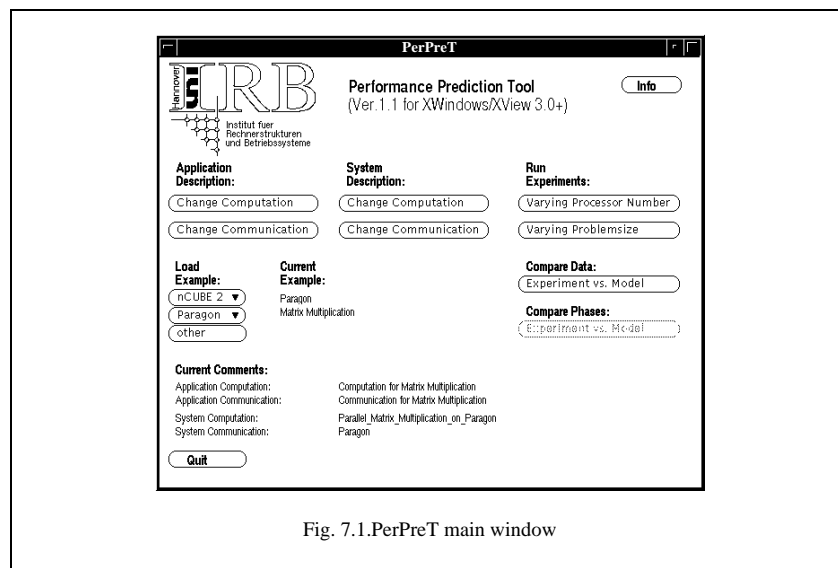 PerPreT
Hannover
uni
IRB
Institut fuer
Rechnerstrukturen
und Betriebssysteme
Performance Prediction Tool
(Ver.1.1 for XWindows/XView 3.0+)
Info
Application
Description:
Change Computation
Change Communication
System
Description:
Change Computation
Change Communication
Run
Experiments:
Varying Processor Number
Varying Problemsize
Load
Example:
nCUBE 2
Paragon
other
Current
Example:
Paragon
Matrix Multiplication
Compare Data:
Experiment vs. Model
Compare Phases:
Experiment vs. Model
Current Comments:
Application Computation: Computation for Matrix Multiplication
Application Communication: Communication for Matrix Multiplication
System Computation: Parallel_Matrix_Multiplication_on_Paragon
System Communication: Paragon
Quit
Fig. 7.1.PerPreT main window